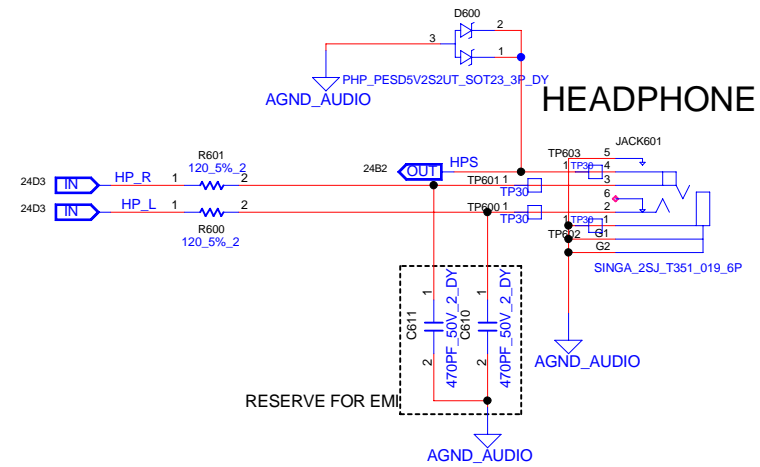 D600
3
2
1
PHP_PESD5V2S2UT_SOT23_3P_DY
AGND_AUDIO
HEADPHONE
JACK601
R601
120_5%_2
24B2 OUT HPS
TP603
5
1 TP30 4
24D3 IN HP_R 1 2
TP601 1 TP30 3
6
24D3 IN HP_L 1 2
TP600 1 TP30 2
R600
120_5%_2
1 TP30 1
TP602 G1
G2
SINGA_2SJ_T351_019_6P
1
C611
470PF_50V_2_DY
2
1
C610
470PF_50V_2_DY
2
AGND_AUDIO
RESERVE FOR EMI
AGND_AUDIO